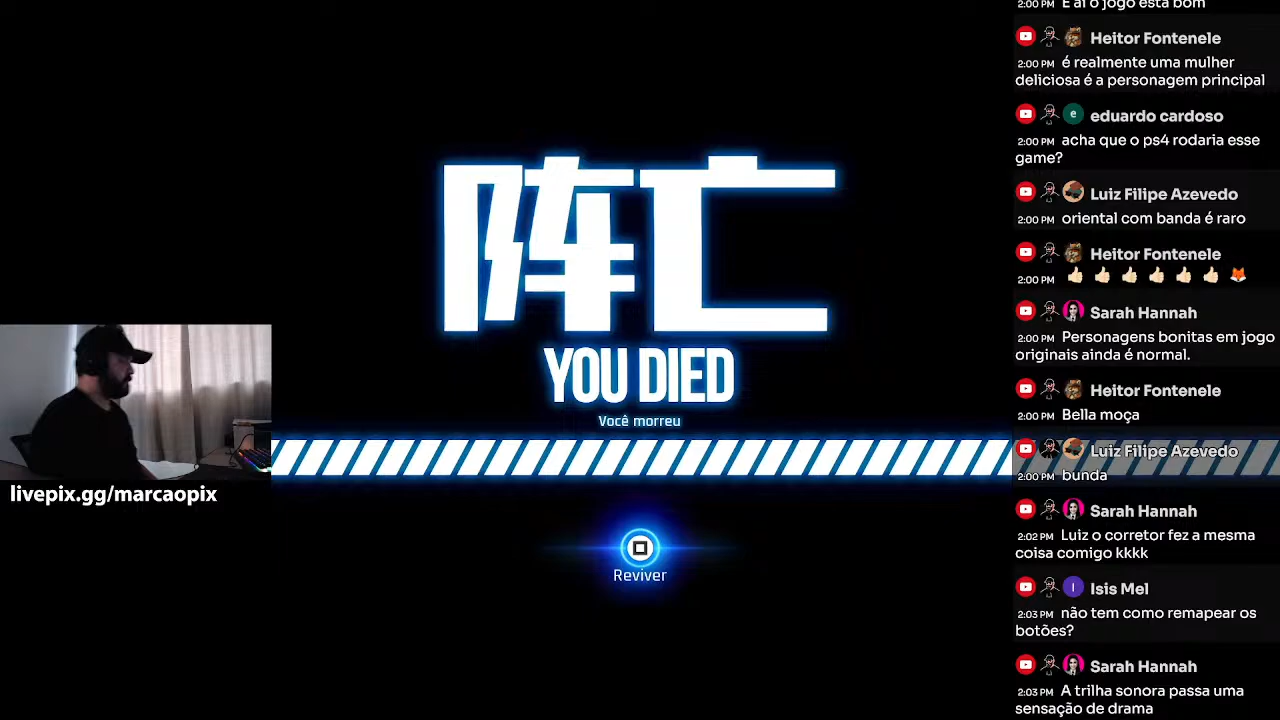 阵亡
YOU DIED
Você morreu
Reviver
livepix.gg/marcaopix
2:00 PM E aí o jogo está bom
Heitor Fontenele
2:00 PM é realmente uma mulher
deliciosa é a personagem principal
e eduardo cardoso
2:00 PM acha que o ps4 rodaria esse
game?
Luiz Filipe Azevedo
2:00 PM oriental com banda é raro
Heitor Fontenele
2:00 PM 👍🏻 👍🏻 👍🏻 👍🏻 👍🏻 👍🏻 🦊
Sarah Hannah
2:00 PM Personagens bonitas em jogo
originais ainda é normal.
Heitor Fontenele
2:00 PM Bella moça
Luiz Filipe Azevedo
2:00 PM bunda
Sarah Hannah
2:02 PM Luiz o corretor fez a mesma
coisa comigo kkkk
I Isis Mel
2:03 PM não tem como remapear os
botões?
Sarah Hannah
2:03 PM A trilha sonora passa uma
sensação de drama